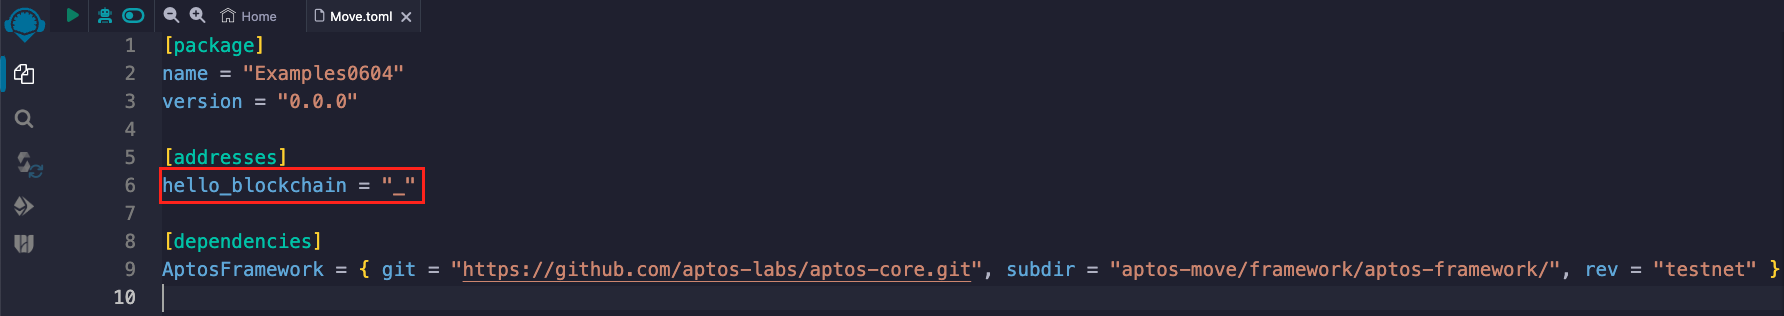 Home
Move.toml
1 [package]
2 name = "Examples0604"
3 version = "0.0.0"
4
5 [addresses]
6 hello_blockchain = "_"
7
8 [dependencies]
9 AptosFramework = { git = "https://github.com/aptos-labs/aptos-core.git", subdir = "aptos-move/framework/aptos-framework/", rev = "testnet" }
10